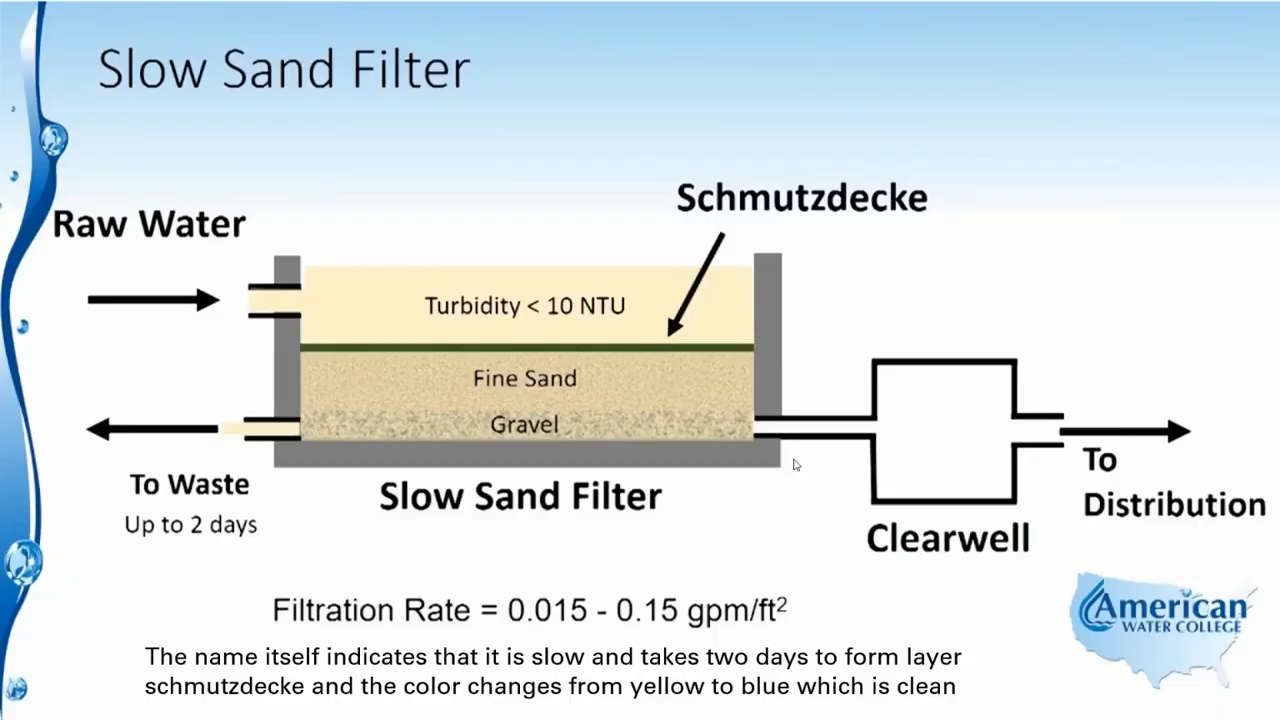 Slow Sand Filter
Schmutzdecke
Raw Water
Turbidity < 10 NTU
Fine Sand
Gravel
To Waste
Up to 2 days
Slow Sand Filter
Clearwell
To
Distribution
Filtration Rate = 0.015 - 0.15 gpm/ft²
The name itself indicates that it is slow and takes two days to form layer
schmutzdecke and the color changes from yellow to blue which is clean
American
WATER COLLEGE